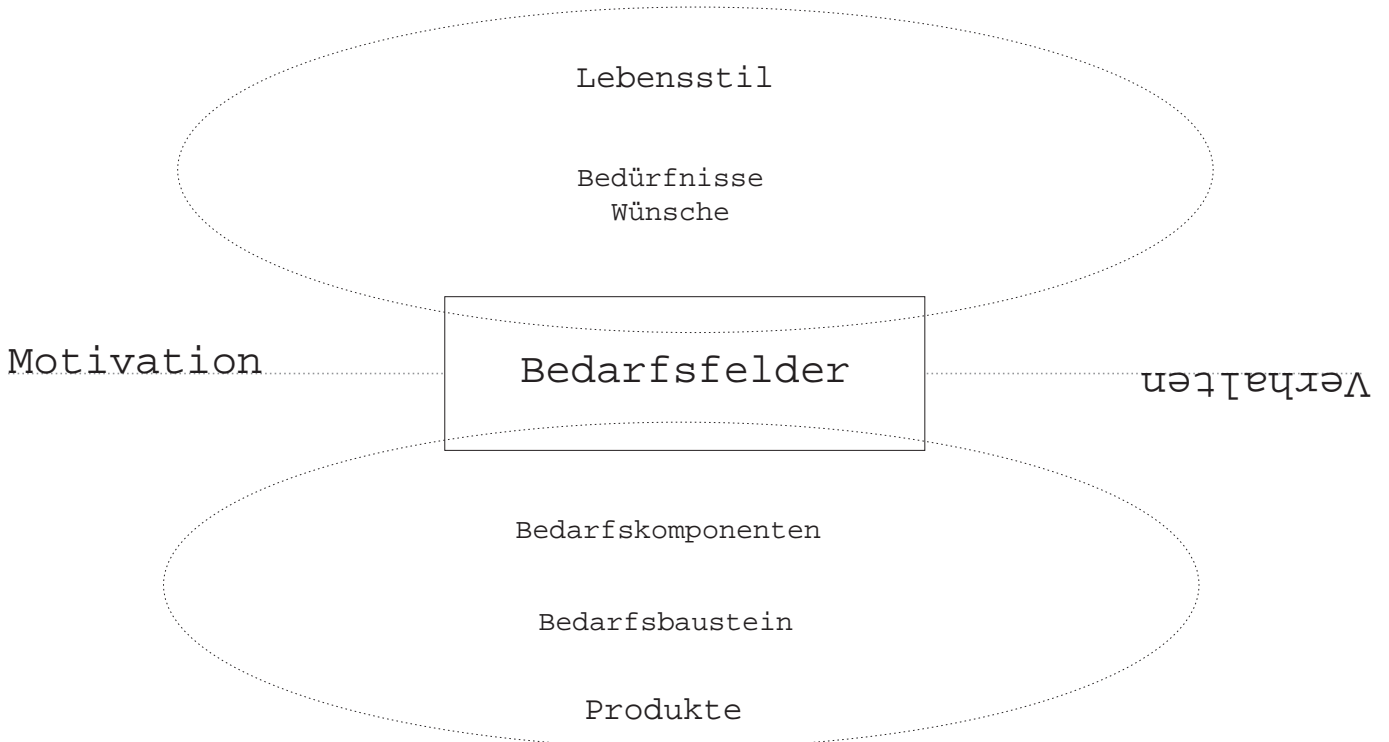 Lebensstil
Bedürfnisse
Wünsche
Motivation
Bedarfsfelder
Verhalten
Bedarfskomponenten
Bedarfsbaustein
Produkte